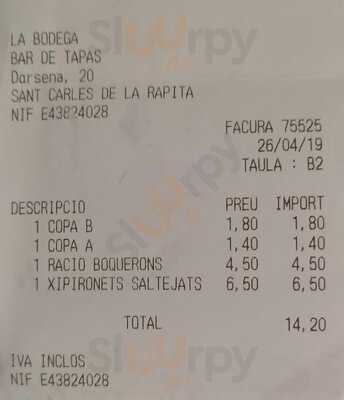 LA BODEGA
BAR DE TAPAS
Darsena, 20
SANT CARLES DE LA RAPITA
NIF E43824028
FACURA 75525
26/04/19
TAULA : B2
DESCRIPCIO PREU IMPORT
1 COPA B 1,80 1,80
1 COPA A 1,40 1,40
1 RACIO BOQUERONS 4,50 4,50
1 XIPIRONETS SALTEJATS 6,50 6,50
TOTAL 14,20
IVA INCLOS
NIF E43824028
Sluurpy
Sluurpy
Sluurpy